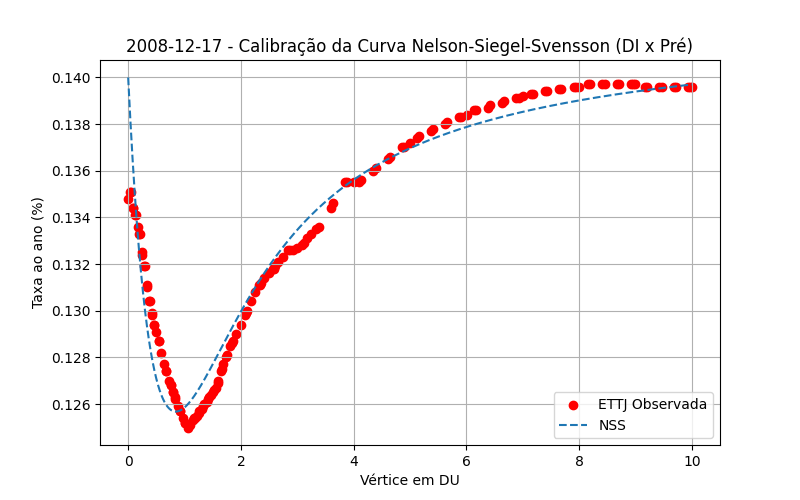 2008-12-17 - Calibração da Curva Nelson-Siegel-Svensson (DI x Pré)
Taxa ao ano (%)
0.140
0.138
0.136
0.134
0.132
0.130
0.128
0.126
ETTJ Observada
NSS
0 2 4 6 8 10
Vértice em DU